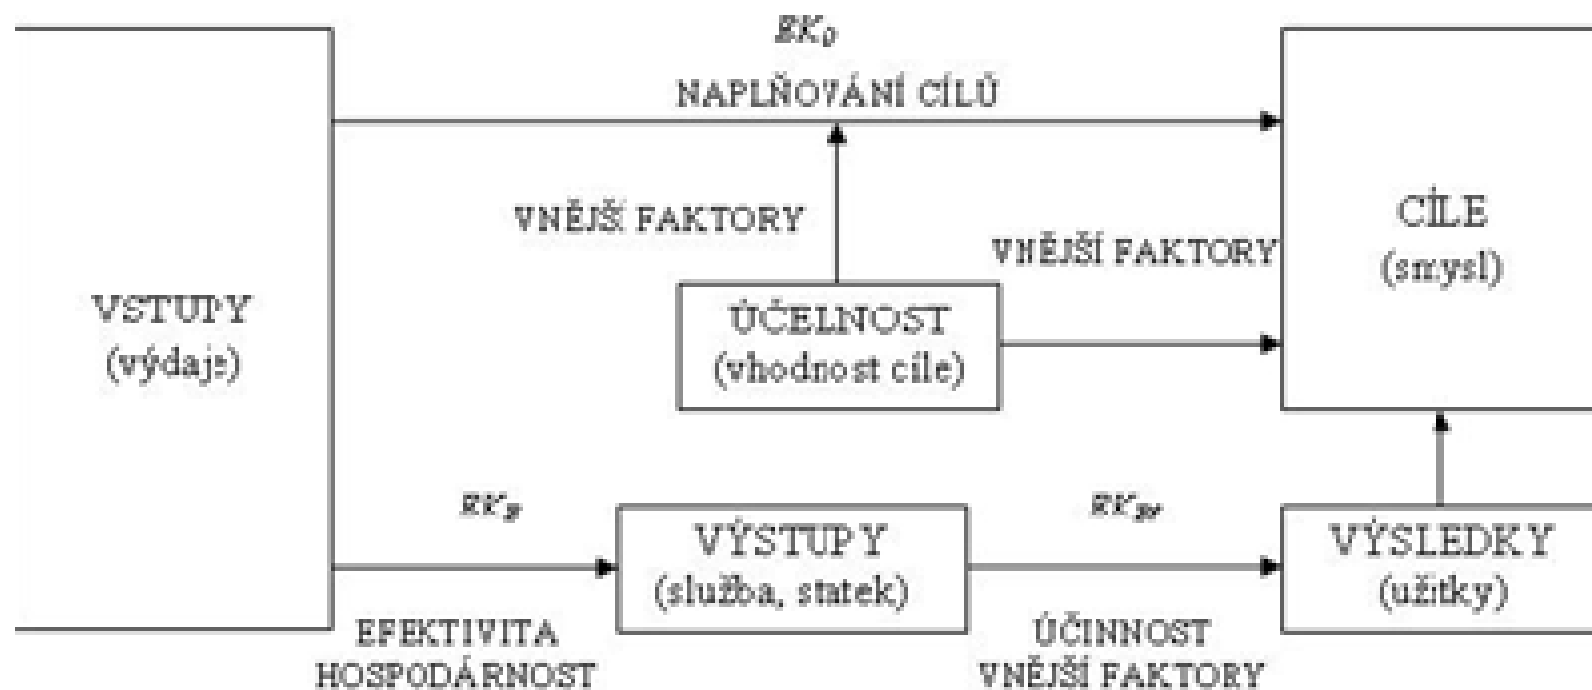 NAPLŇOVÁNÍ CÍLŮ
VNĚJŠÍ FAKTORY
CÍLE
(smysl)
VNĚJŠÍ FAKTORY
VSTUPY
(výdaje)
ÚČELNOST
(vhodnost cíle)
VÝSTUPY
(služba, statek)
VÝSLEDKY
(užitky)
EFEKTIVITA
HOSPODÁRNOST
ÚČINNOST
VNĚJŠÍ FAKTORY